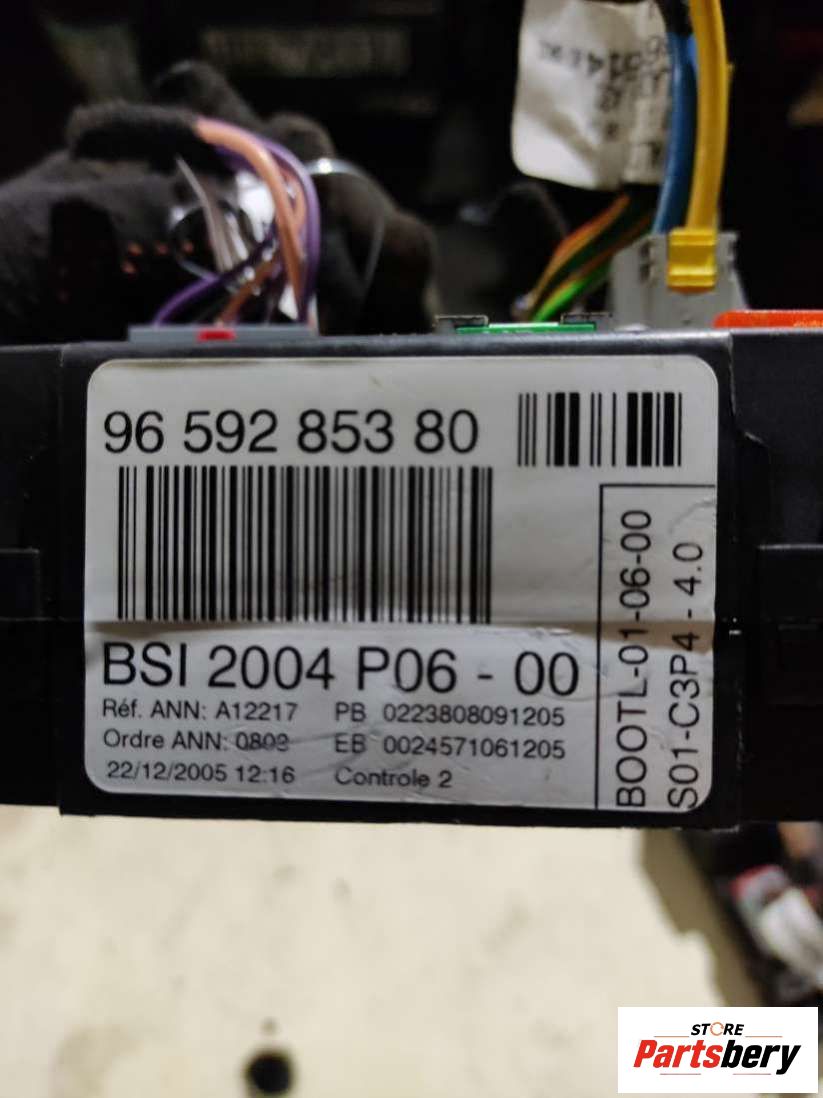 96 592 853 80
BSI 2004 P06 - 00
Réf. ANN: A12217 PB 0223808091205
Ordre ANN: EB 0024571061205
22/12/2005 12:16 Controle 2
BOOTL-01-06-00
S01-C3P4 - 4.0
STORE
Partsbery